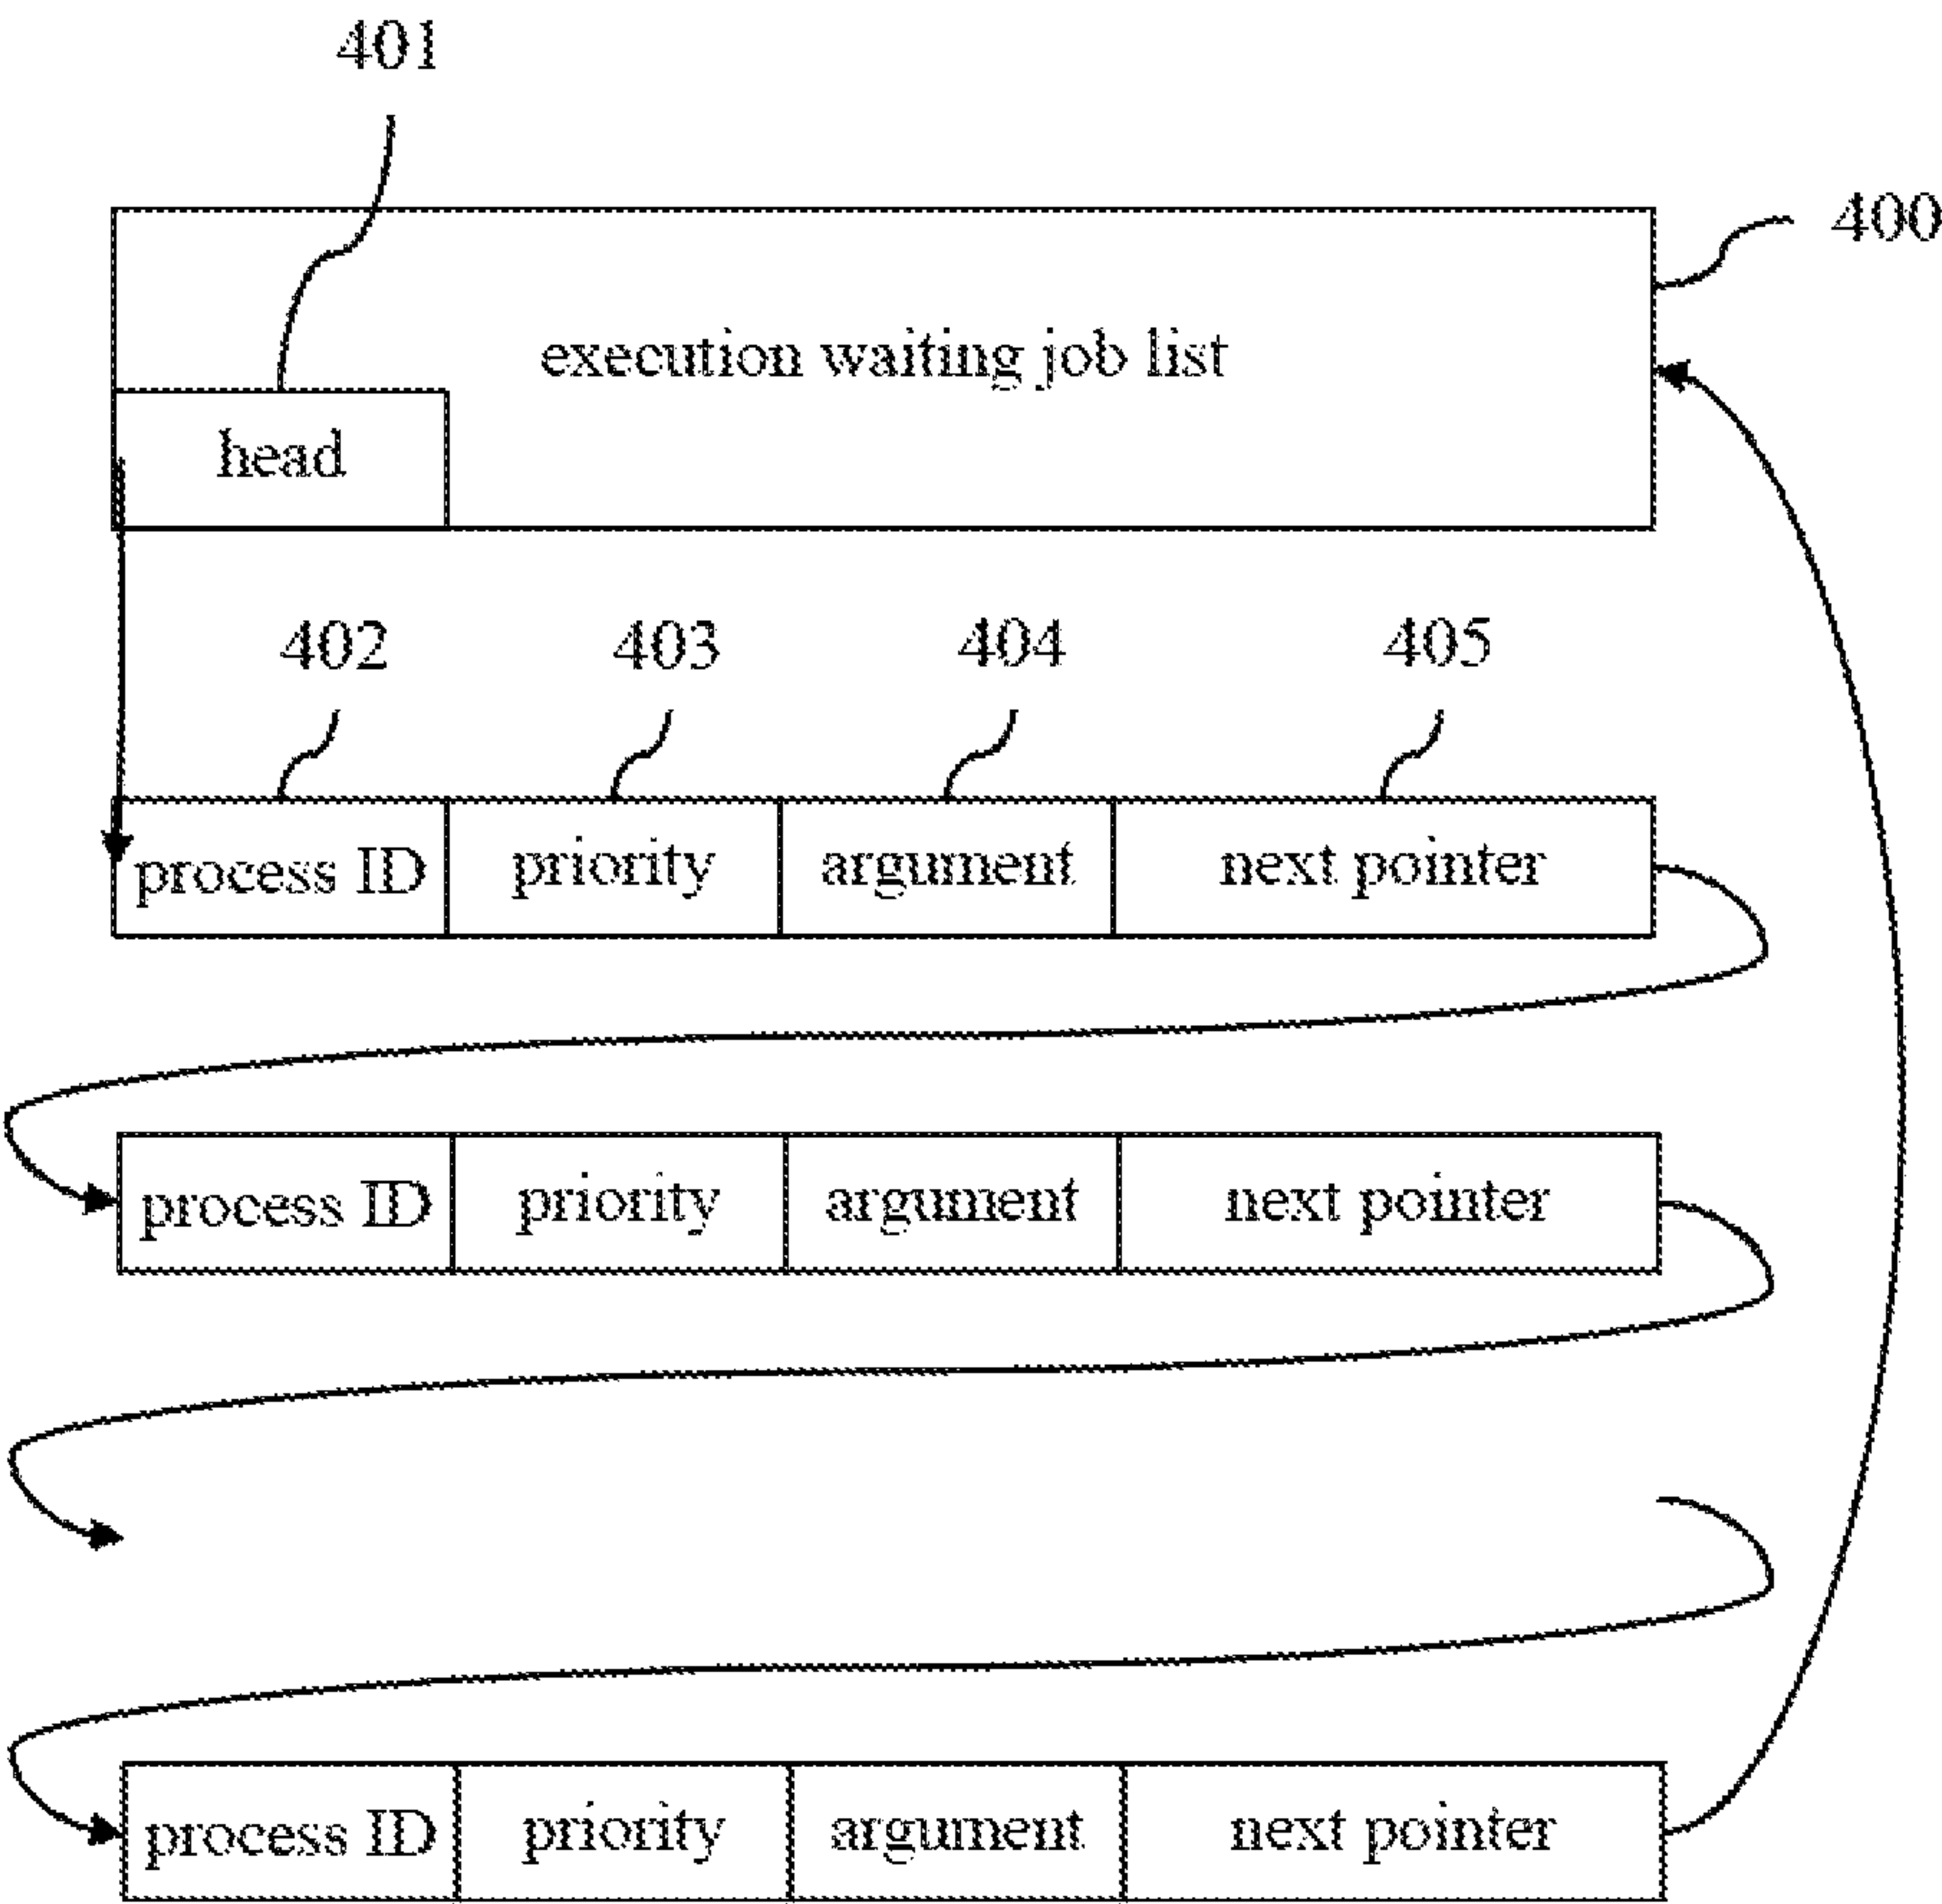 401
400
execution waiting job list
head
402 403 404 405
process ID priority argument next pointer
process ID priority argument next pointer
process ID priority argument next pointer